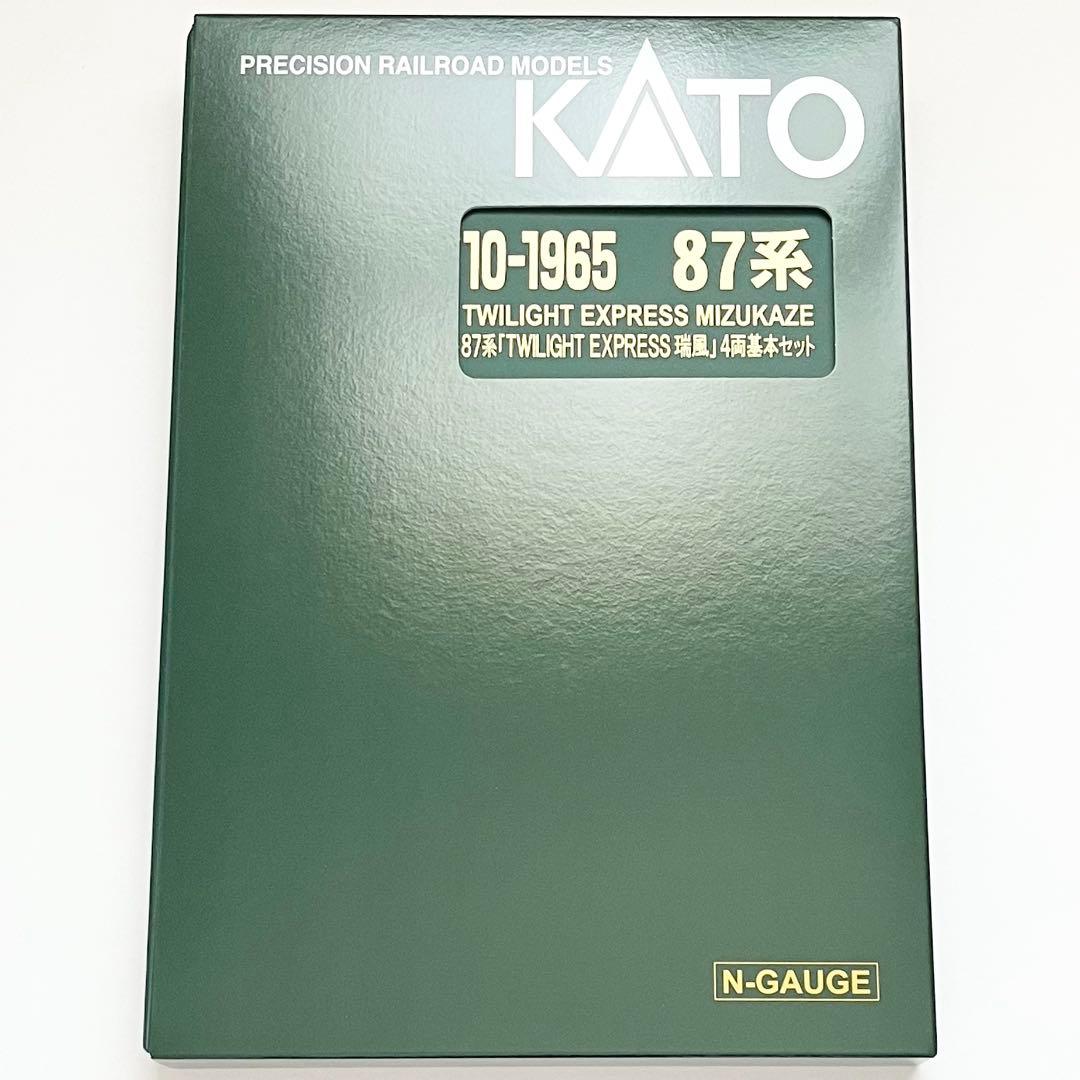 PRECISION RAILROAD MODELS
KATO
10-1965 87系
TWILIGHT EXPRESS MIZUKAZE
87系「TWILIGHT EXPRESS 瑞風」4両基本セット
N-GAUGE